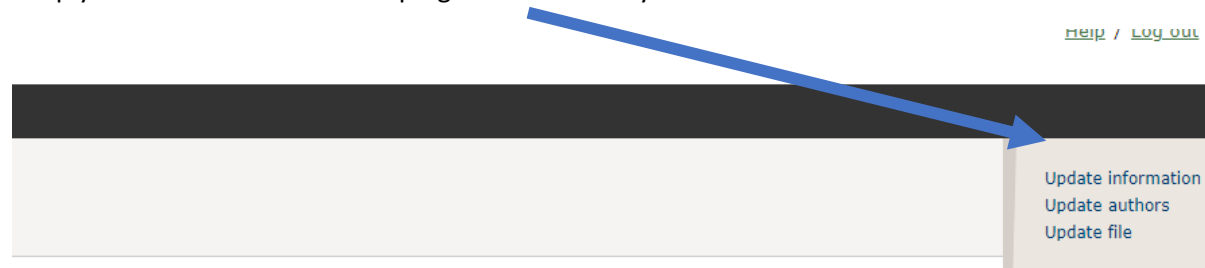 Help / Log out
Update information
Update authors
Update file